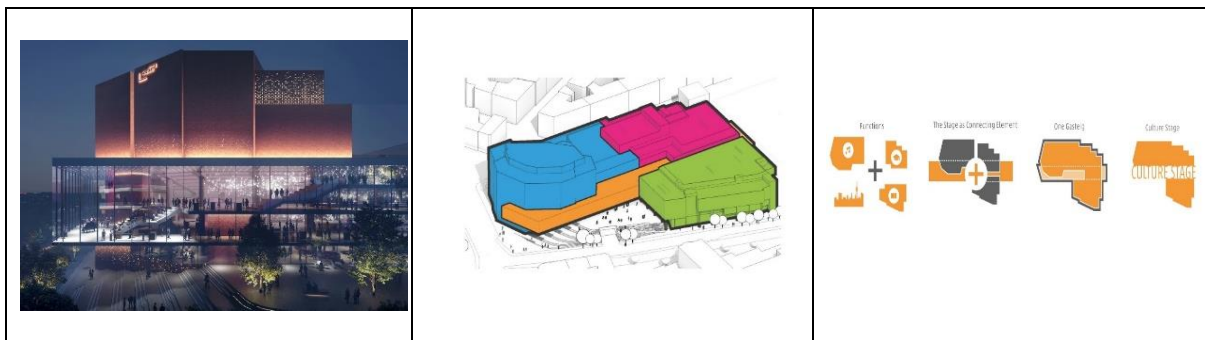 Functions
The Stage as Connecting Element
One Gasteig
Culture Stage
CULTURE STAGE